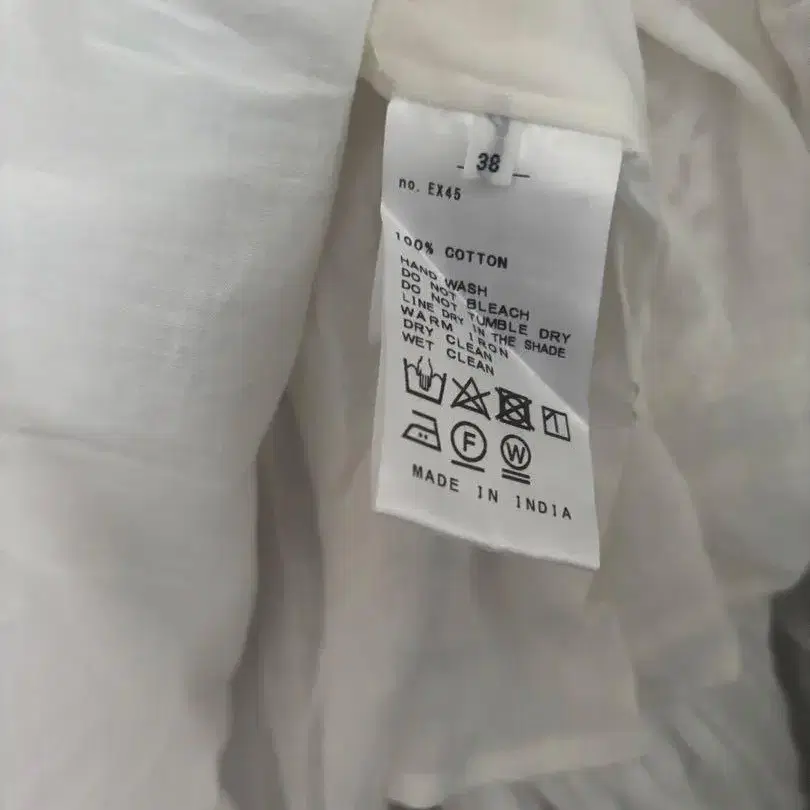 38
no. EX45
100% COTTON
HAND WASH
DO NOT BLEACH
DO NOT TUMBLE DRY
LINE DRY IN THE SHADE
WARM IRON
DRY CLEAN
WET CLEAN
F W
MADE IN INDIA